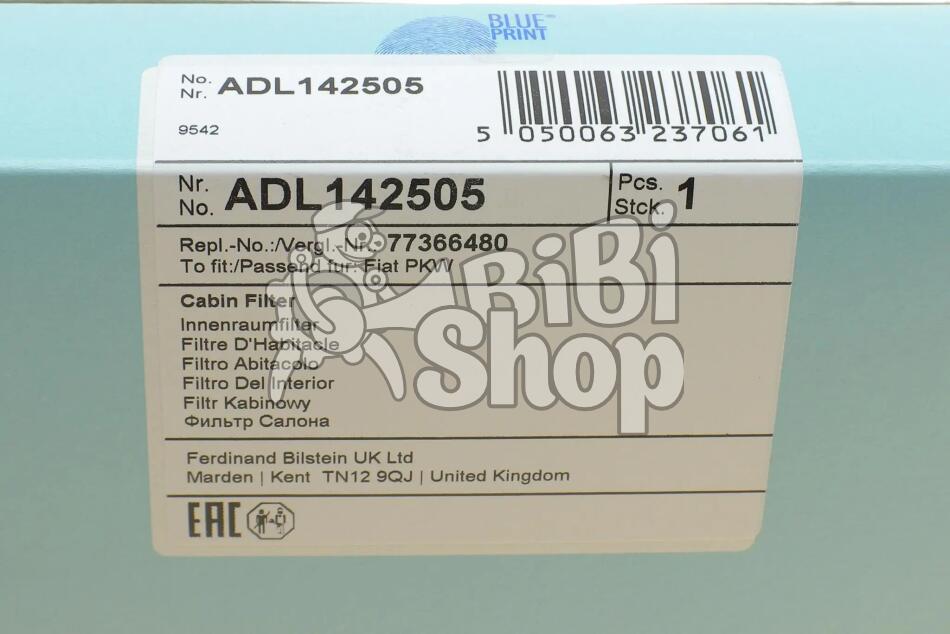 BLUE
PRINT
No.
Nr. ADL142505
9542
5 050063 237061
Nr.
No. ADL142505
Pcs.
Stck. 1
Repl.-No.:/Vergl.-Nr.: 77366480
To fit:/Passend für: Fiat PKW
Cabin Filter
Innenraumfilter
Filtre D'Habitacle
Filtro Abitacolo
Filtro Del Interior
Filtr Kabinowy
Фильтр Салона
BiBi
Shop
Ferdinand Bilstein UK Ltd
Marden | Kent TN12 9QJ | United Kingdom
EAC